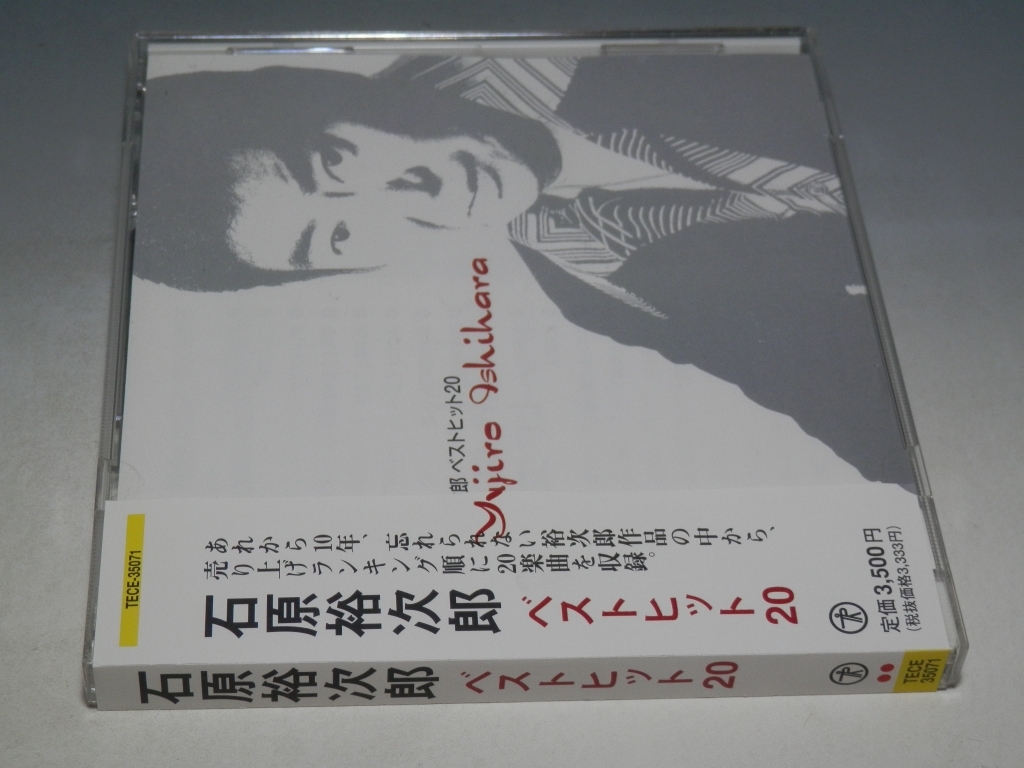 郎 ベストヒット20
Yujiro Ishihara
TECE-35071
あれから10年、忘れられない裕次郎作品の中から、
売り上げランキング順に20楽曲を収録。
石原裕次郎 ベストヒット20
定価3,500円
(税抜価格3,333円)
石原裕次郎 ベストヒット20
TECE
35071